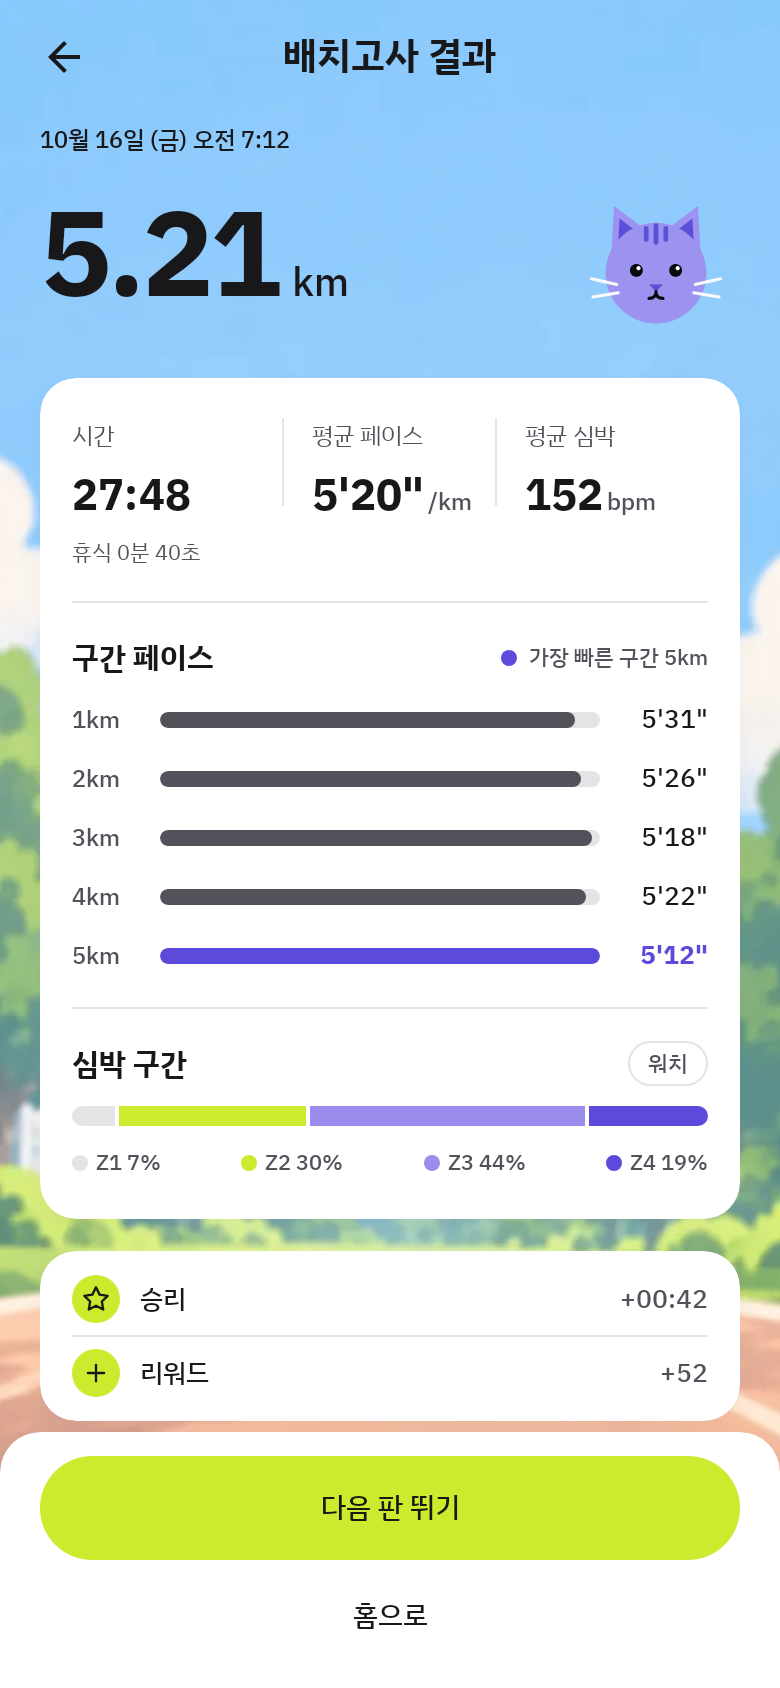 배치고사 결과
10월 16일 (금) 오전 7:12
5.21 km
시간 평균 페이스 평균 심박
27:48 5'20" /km 152 bpm
휴식 0분 40초
구간 페이스 가장 빠른 구간 5km
1km 5'31"
2km 5'26"
3km 5'18"
4km 5'22"
5km 5'12"
심박 구간 워치
Z1 7% Z2 30% Z3 44% Z4 19%
승리 +00:42
리워드 +52
다음 판 뛰기
홈으로